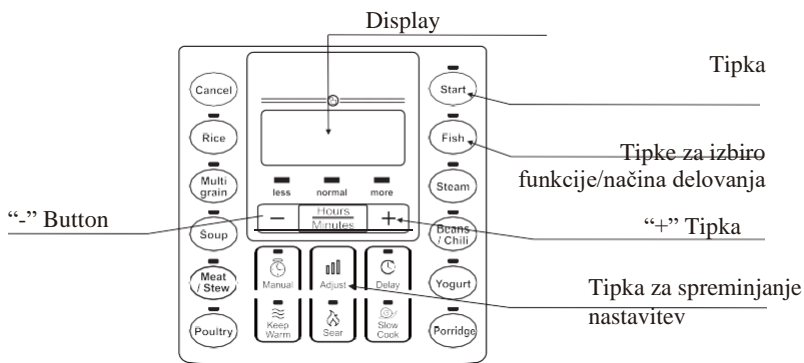 Display
Cancel
Start
Tipka
Rice
Fish
Tipke za izbiro
funkcije/načina delovanja
Multi
grain
less normal more
Steam
“-” Button
Soup
− Hours
Minutes +
Beans
/ Chili
“+” Tipka
Meat
/ Stew
Manual Adjust Delay
Yogurt
Tipka za spreminjanje
nastavitev
Poultry
Keep
Warm
Sear
Slow
Cook
Porridge